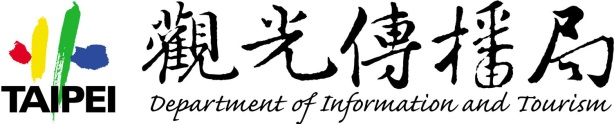 TAIPEI
觀光傳播局
Department of Information and Tourism